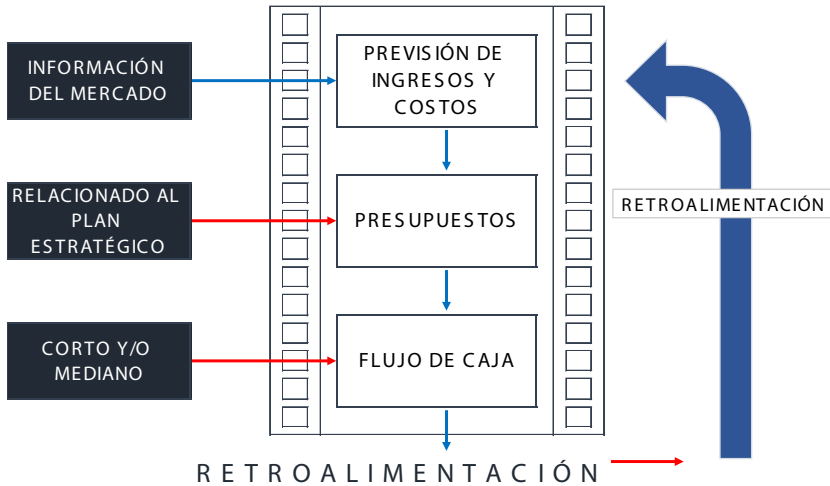 INFORMACIÓN
DEL MERCADO
PREVISIÓN DE
INGRESOS Y
COSTOS
RELACIONADO AL
PLAN
ESTRATÉGICO
PRESUPUESTOS
RETROALIMENTACIÓN
CORTO Y/O
MEDIANO
FLUJO DE CAJA
RETROALIMENTACIÓN